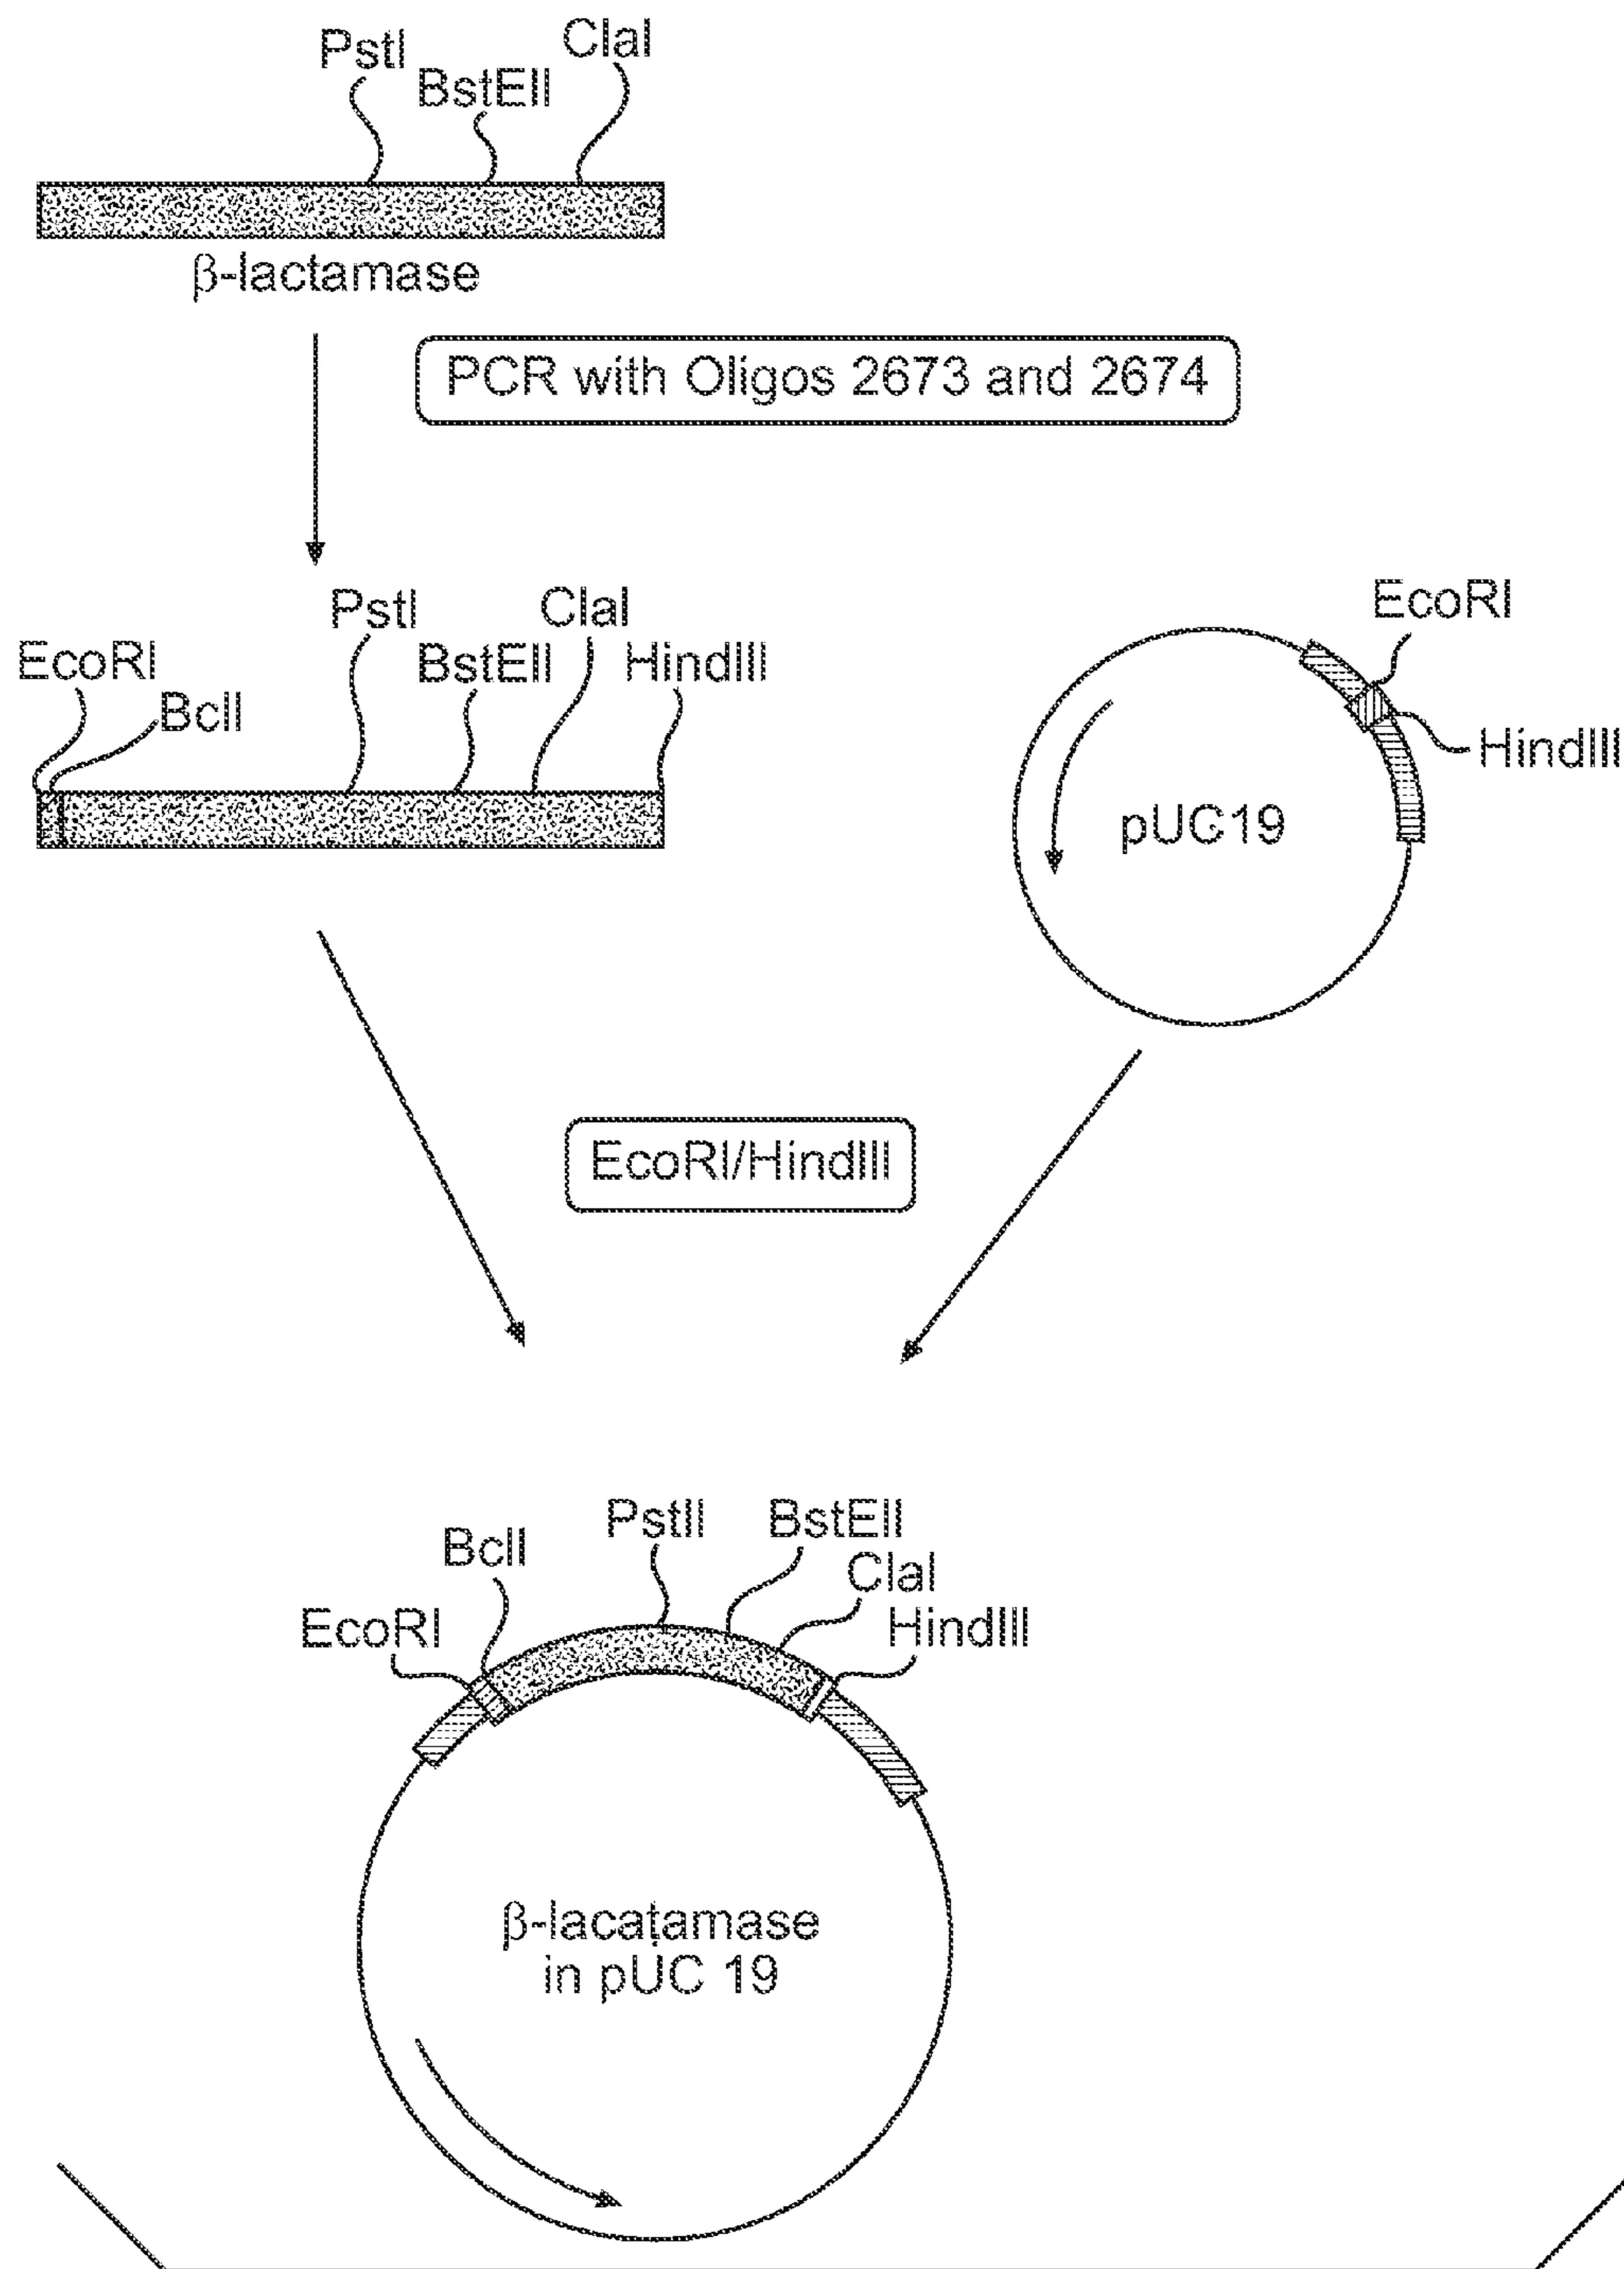 PstI
BstEII
ClaI
β-lactamase
PCR with Oligos 2673 and 2674
EcoRI
BclI
PstI
BstEII
ClaI
HindIII
EcoRI
HindIII
pUC19
EcoRI/HindIII
EcoRI
BclI
PstII
BstEII
ClaI
HindIII
β-lacatamase
in pUC 19